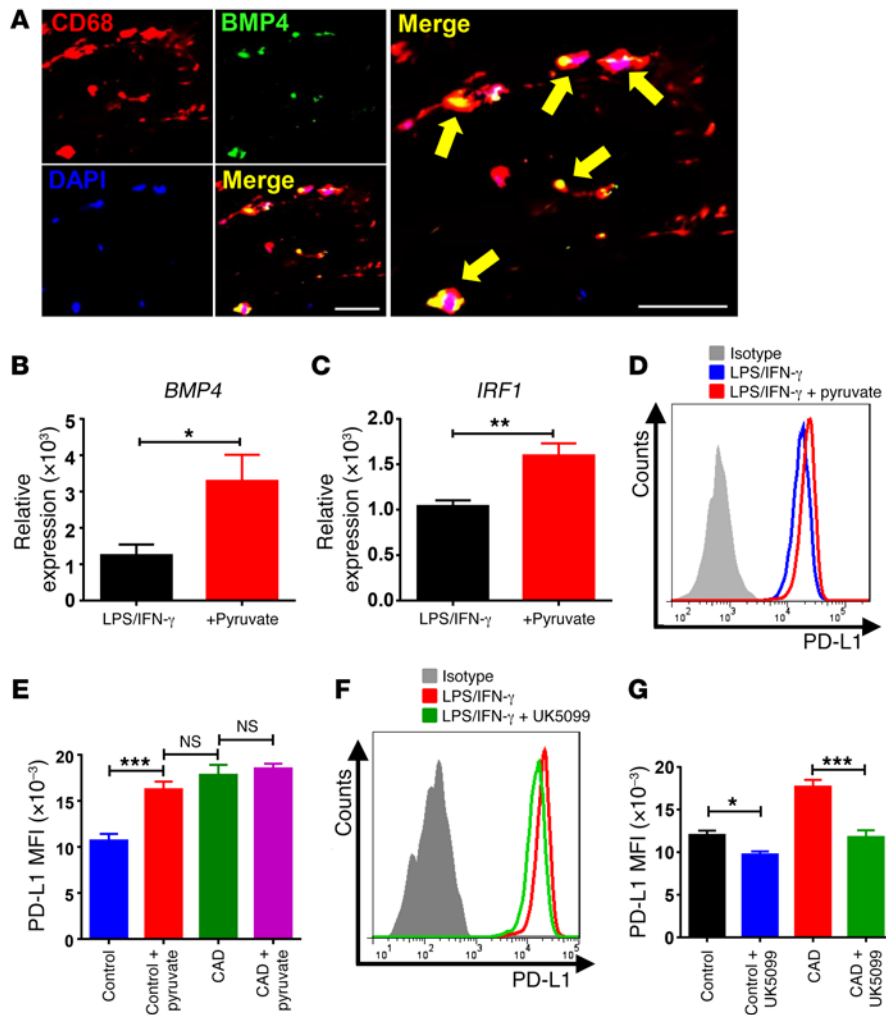 A
CD68
BMP4
Merge
DAPI
Merge
B
BMP4
*
Relative
expression (×10³)
5
4
3
2
1
0
LPS/IFN-γ
+Pyruvate
C
IRF1
**
Relative
expression (×10³)
2.0
1.5
1.0
0.5
0.0
LPS/IFN-γ
+Pyruvate
D
Isotype
LPS/IFN-γ
LPS/IFN-γ + pyruvate
Counts
10² 10³ 10⁴ 10⁵
PD-L1
E
***
NS
NS
PD-L1 MFI (×10⁻³)
20
15
10
5
0
Control
Control +
pyruvate
CAD
CAD +
pyruvate
F
Isotype
LPS/IFN-γ
LPS/IFN-γ + UK5099
Counts
10¹ 10² 10³ 10⁴ 10⁵
PD-L1
G
*
***
PD-L1 MFI (×10⁻³)
20
15
10
5
0
Control
Control +
UK5099
CAD
CAD +
UK5099